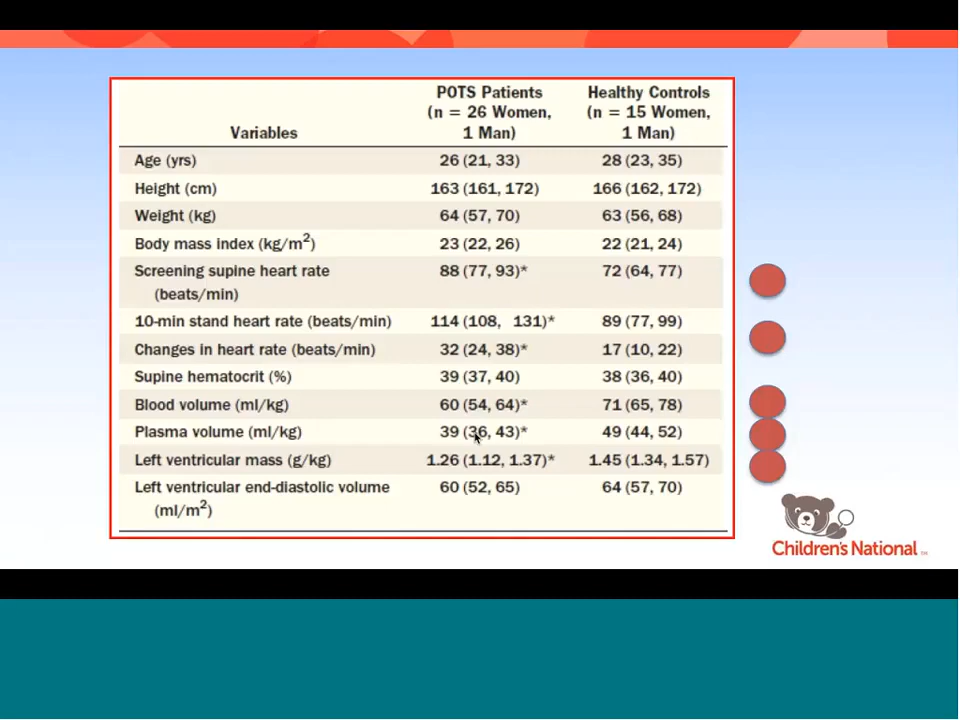 POTS Patients Healthy Controls
(n = 26 Women, (n = 15 Women,
Variables 1 Man) 1 Man)
Age (yrs) 26 (21, 33) 28 (23, 35)
Height (cm) 163 (161, 172) 166 (162, 172)
Weight (kg) 64 (57, 70) 63 (56, 68)
Body mass index (kg/m²) 23 (22, 26) 22 (21, 24)
Screening supine heart rate 88 (77, 93)* 72 (64, 77)
(beats/min)
10-min stand heart rate (beats/min) 114 (108, 131)* 89 (77, 99)
Changes in heart rate (beats/min) 32 (24, 38)* 17 (10, 22)
Supine hematocrit (%) 39 (37, 40) 38 (36, 40)
Blood volume (ml/kg) 60 (54, 64)* 71 (65, 78)
Plasma volume (ml/kg) 39 (36, 43)* 49 (44, 52)
Left ventricular mass (g/kg) 1.26 (1.12, 1.37)* 1.45 (1.34, 1.57)
Left ventricular end-diastolic volume 60 (52, 65) 64 (57, 70)
(ml/m²)
Children's National™